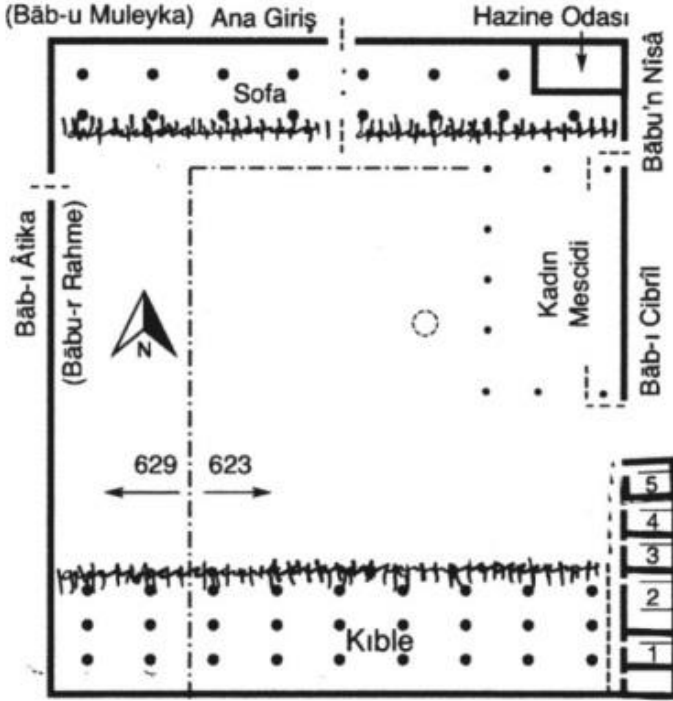 (Bāb-u Muleyka) Ana Giriş
Hazine Odası
Sofa
Bābu'n Nîsâ
Bāb-ı Âtika
(Bābu-r Rahme)
N
Kadın
Mescidi
Bāb-ı Cibrîl
629 623
5
4
3
2
1
Kıble